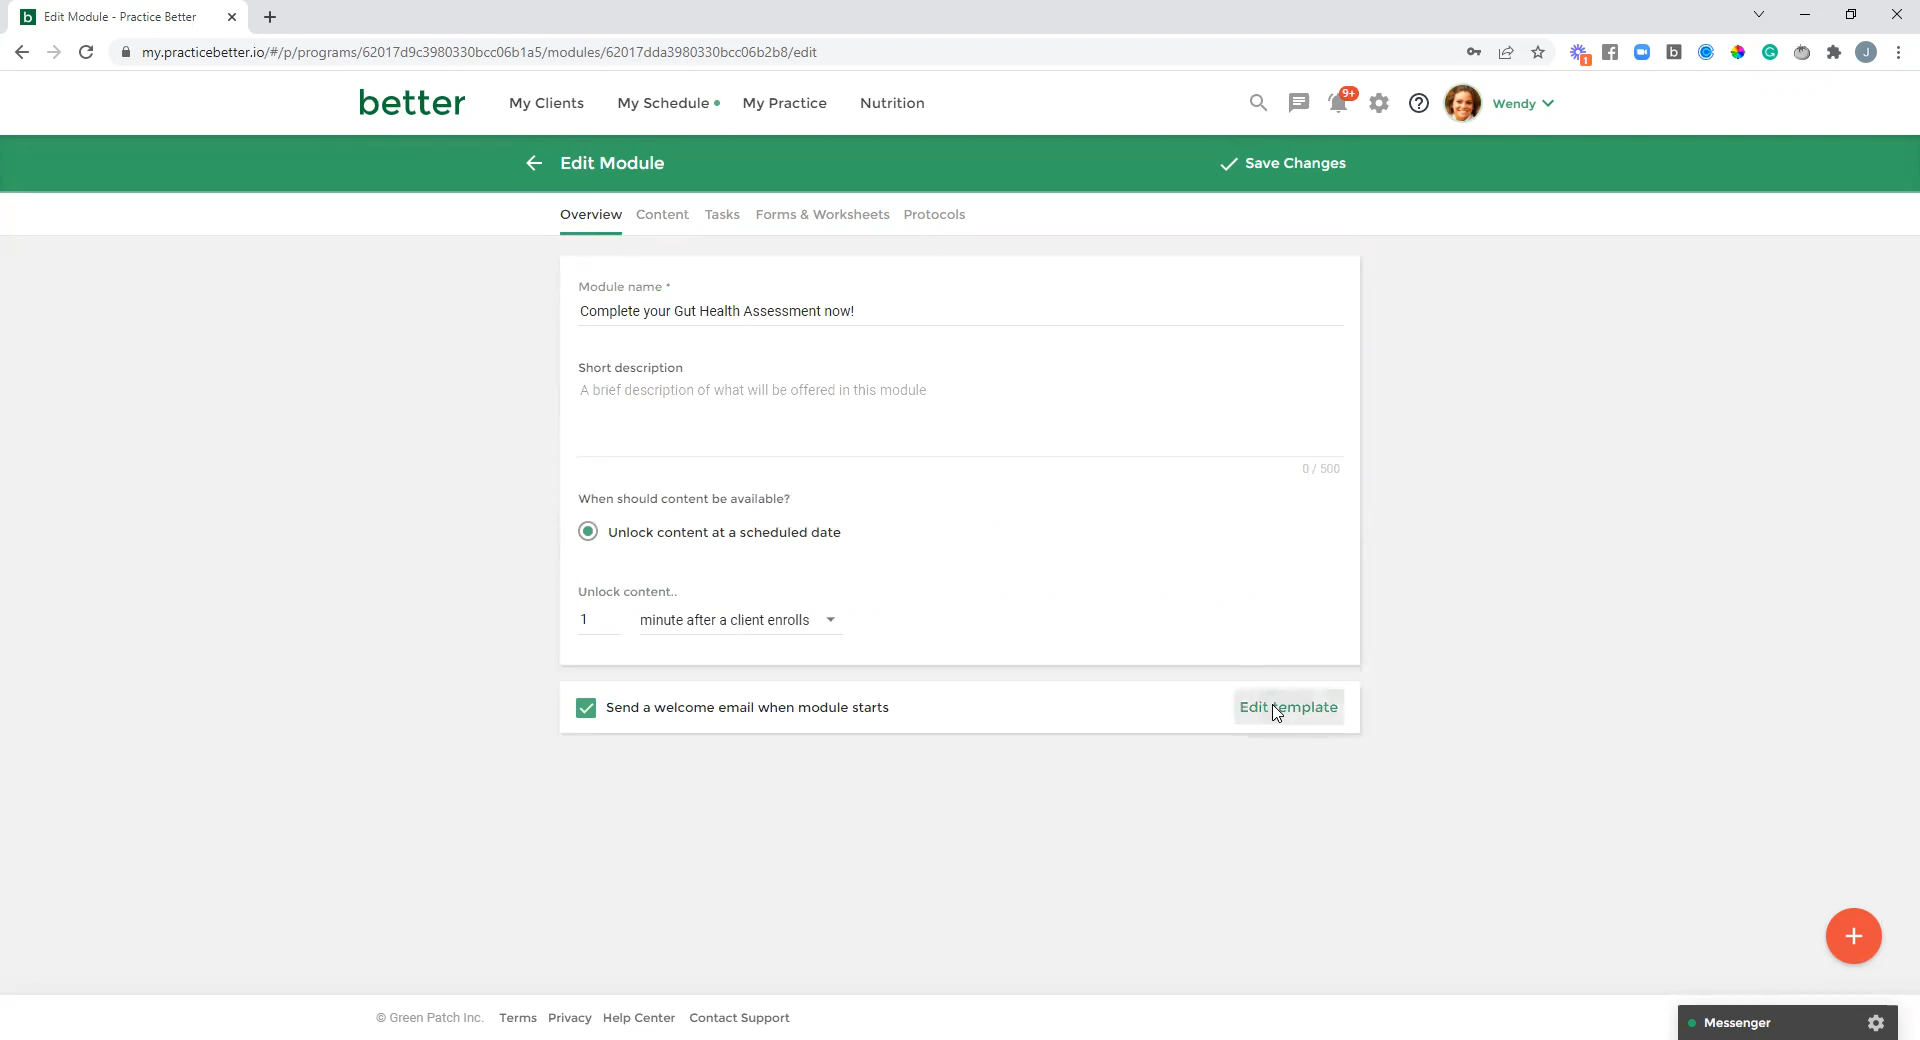 Edit Module - Practice Better
my.practicebetter.io/#/p/programs/62017d9c3980330bcc06b1a5/modules/62017dda3980330bcc06b2b8/edit
1
J
better
My Clients
My Schedule
My Practice
Nutrition
9+
Wendy
Edit Module
Save Changes
Overview
Content
Tasks
Forms & Worksheets
Protocols
Module name *
Complete your Gut Health Assessment now!
Short description
A brief description of what will be offered in this module
0 / 500
When should content be available?
Unlock content at a scheduled date
Unlock content..
1 minute after a client enrolls
Send a welcome email when module starts
Edit template
© Green Patch Inc.
Terms
Privacy
Help Center
Contact Support
Messenger